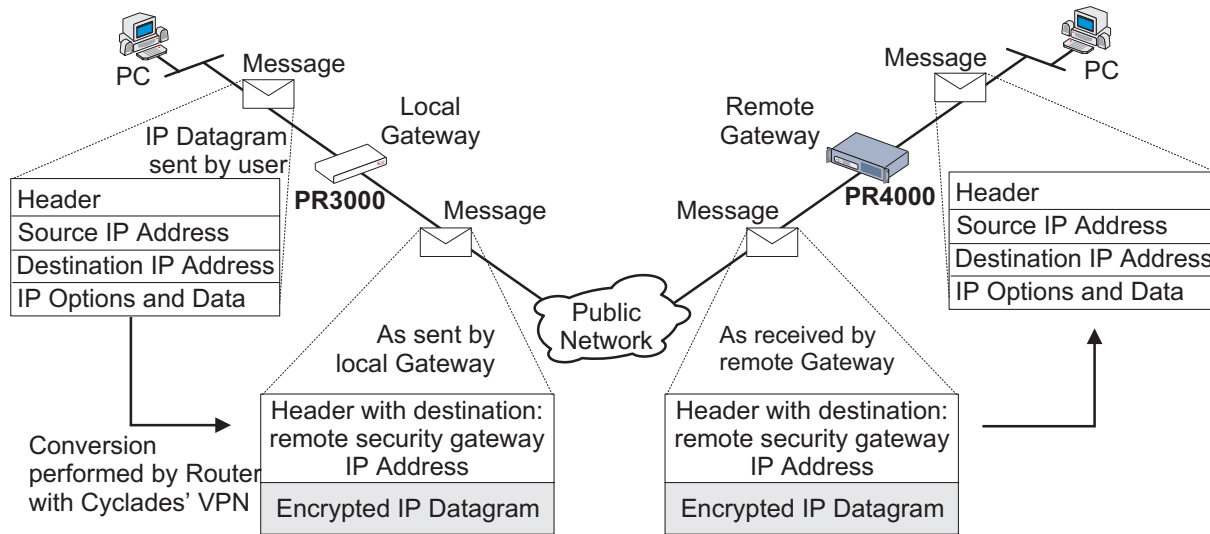 PC
Message
Local
Gateway
IP Datagram
sent by user
PR3000
Header
Source IP Address
Destination IP Address
IP Options and Data
Message
As sent by
local Gateway
Conversion
performed by Router
with Cyclades’ VPN
Header with destination:
remote security gateway
IP Address
Encrypted IP Datagram
Public
Network
Message
PC
Remote
Gateway
PR4000
Message
As received by
remote Gateway
Header with destination:
remote security gateway
IP Address
Encrypted IP Datagram
Header
Source IP Address
Destination IP Address
IP Options and Data